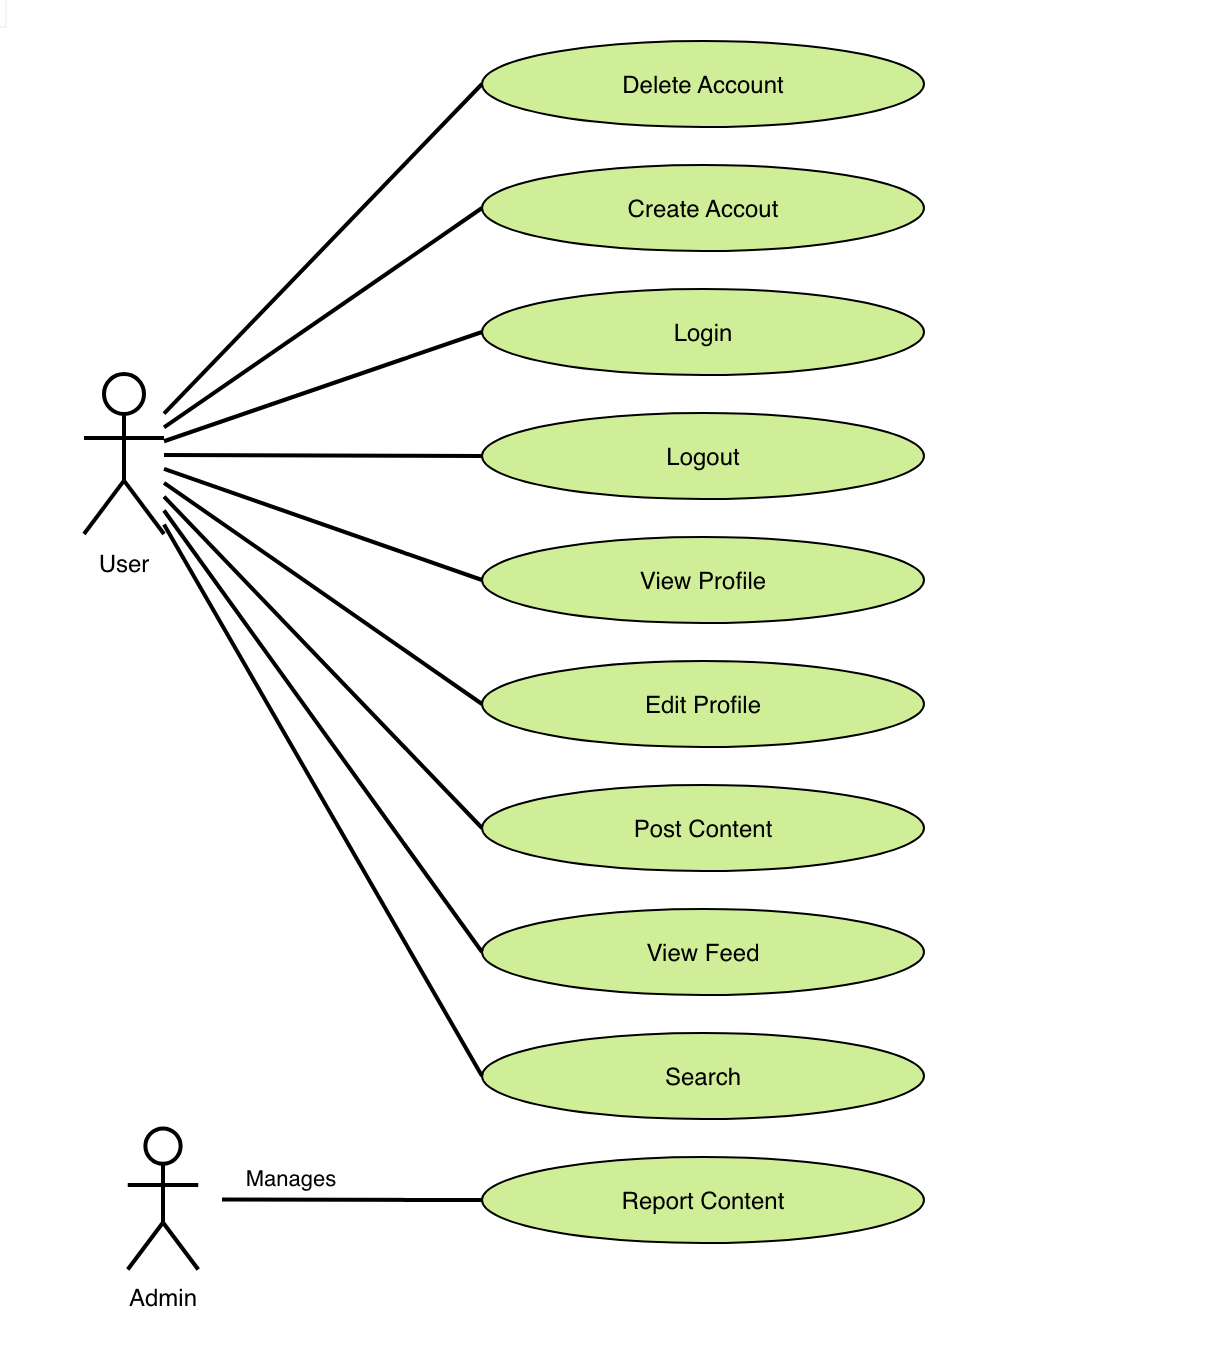 Delete Account
Create Accout
Login
Logout
View Profile
User
Edit Profile
Post Content
View Feed
Search
Manages
Report Content
Admin